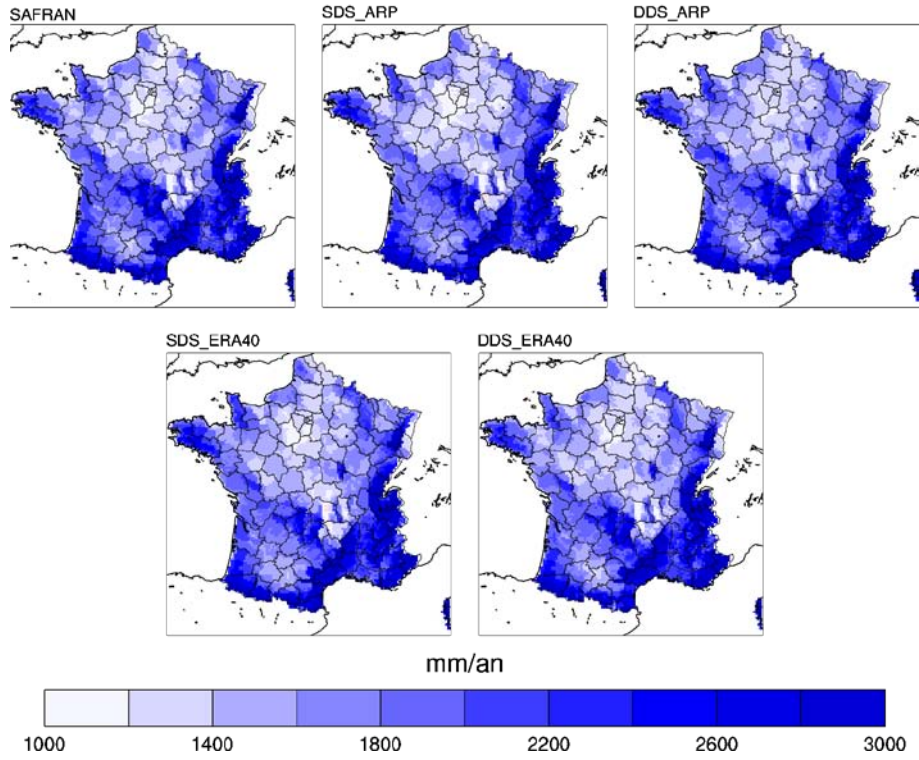 SAFRAN
SDS_ARP
DDS_ARP
SDS_ERA40
DDS_ERA40
mm/an
1000 1400 1800 2200 2600 3000